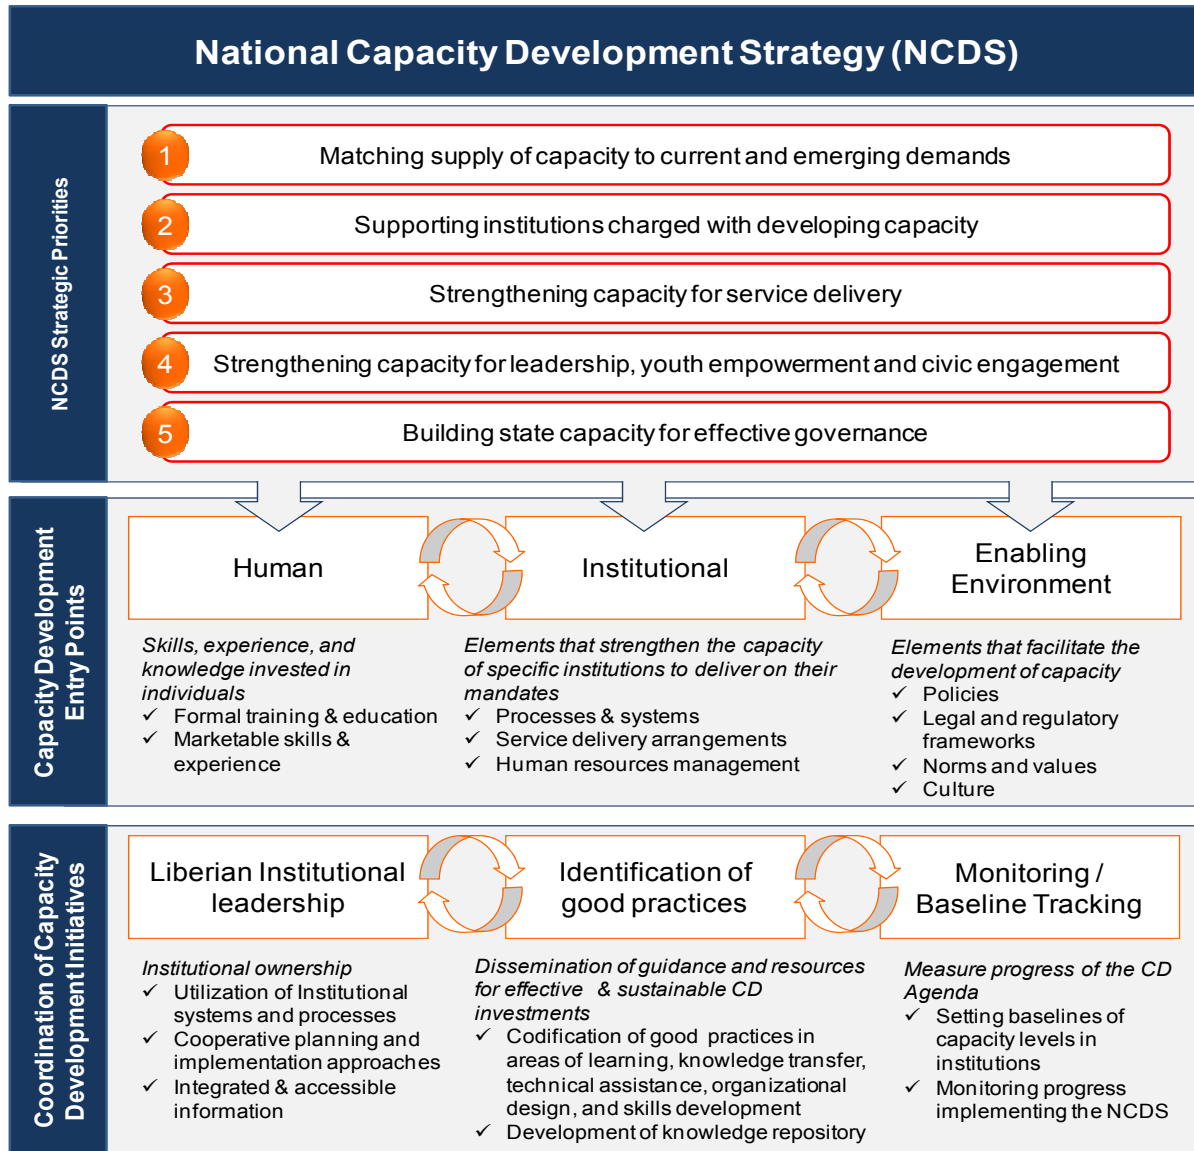 National Capacity Development Strategy (NCDS)
NCDS Strategic Priorities
1
Matching supply of capacity to current and emerging demands
2
Supporting institutions charged with developing capacity
3
Strengthening capacity for service delivery
4
Strengthening capacity for leadership, youth empowerment and civic engagement
5
Building state capacity for effective governance
Capacity Development
Entry Points
Human
Skills, experience, and
knowledge invested in
individuals
✓ Formal training & education
✓ Marketable skills &
experience
Institutional
Elements that strengthen the capacity
of specific institutions to deliver on their
mandates
✓ Processes & systems
✓ Service delivery arrangements
✓ Human resources management
Enabling
Environment
Elements that facilitate the
development of capacity
✓ Policies
✓ Legal and regulatory
frameworks
✓ Norms and values
✓ Culture
Coordination of Capacity
Development Initiatives
Liberian Institutional
leadership
Institutional ownership
✓ Utilization of Institutional
systems and processes
✓ Cooperative planning and
implementation approaches
✓ Integrated & accessible
information
Identification of
good practices
Dissemination of guidance and resources
for effective & sustainable CD
investments
✓ Codification of good practices in
areas of learning, knowledge transfer,
technical assistance, organizational
design, and skills development
✓ Development of knowledge repository
Monitoring /
Baseline Tracking
Measure progress of the CD
Agenda
✓ Setting baselines of
capacity levels in
institutions
✓ Monitoring progress
implementing the NCDS